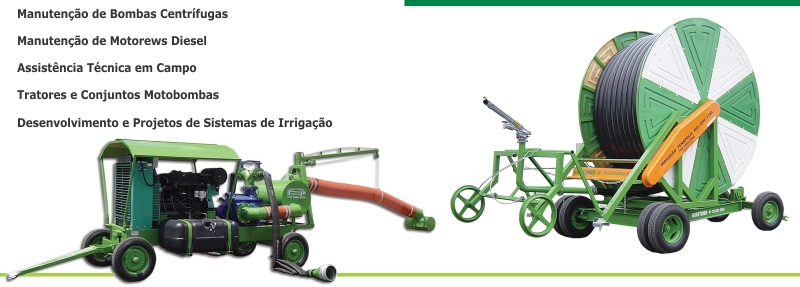 Manutenção de Bombas Centrífugas
Manutenção de Motorews Diesel
Assistência Técnica em Campo
Tratores e Conjuntos Motobombas
Desenvolvimento e Projetos de Sistemas de Irrigação